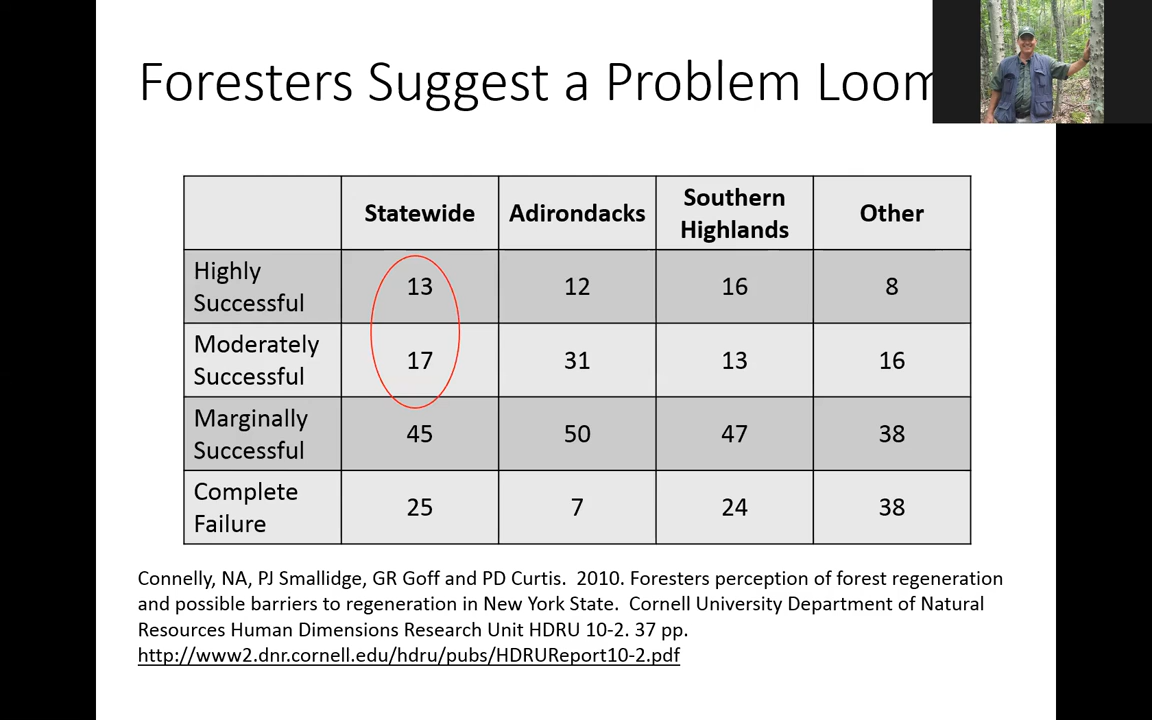 Foresters Suggest a Problem Loom
Statewide Adirondacks Southern Highlands Other
Highly Successful 13 12 16 8
Moderately Successful 17 31 13 16
Marginally Successful 45 50 47 38
Complete Failure 25 7 24 38
Connelly, NA, PJ Smallidge, GR Goff and PD Curtis.  2010.  Foresters perception of forest regeneration
and possible barriers to regeneration in New York State.  Cornell University Department of Natural
Resources Human Dimensions Research Unit HDRU 10-2. 37 pp.
http://www2.dnr.cornell.edu/hdru/pubs/HDRUReport10-2.pdf